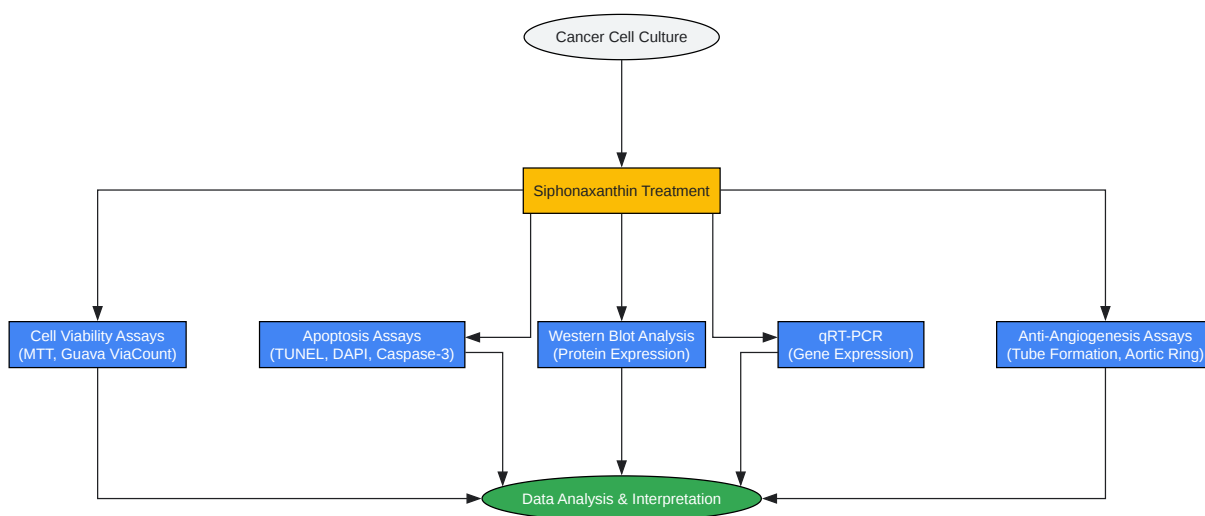 Cancer Cell Culture
Siphonaxanthin Treatment
Cell Viability Assays
(MTT, Guava ViaCount)
Apoptosis Assays
(TUNEL, DAPI, Caspase-3)
Western Blot Analysis
(Protein Expression)
qRT-PCR
(Gene Expression)
Anti-Angiogenesis Assays
(Tube Formation, Aortic Ring)
Data Analysis & Interpretation